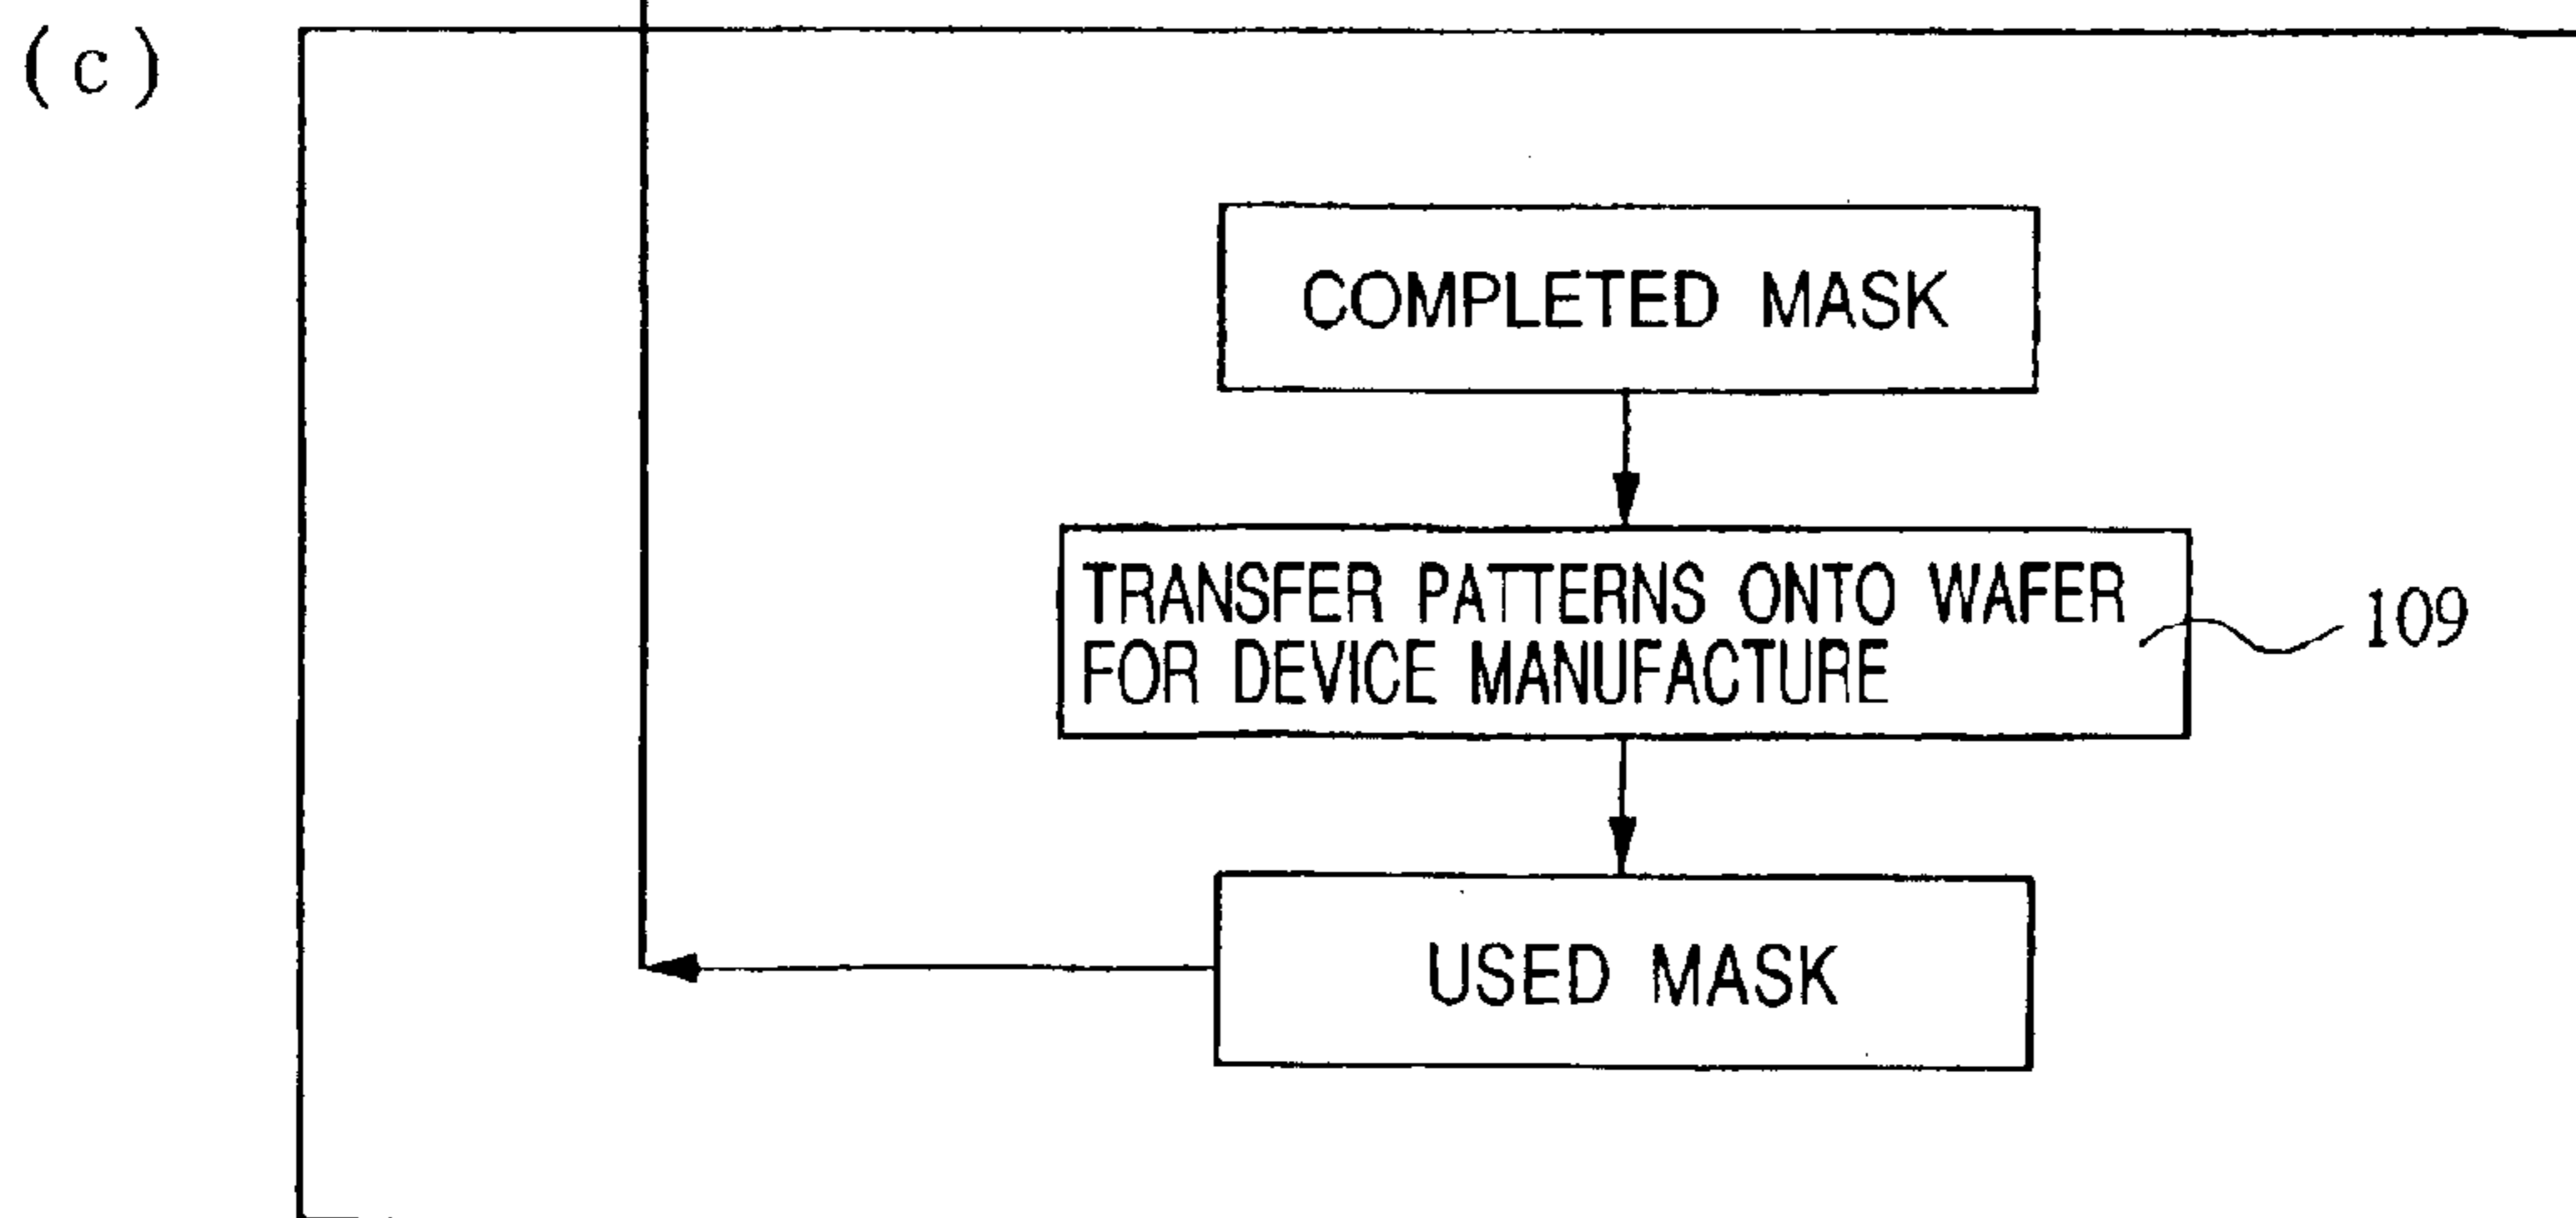 (c)
COMPLETED MASK
TRANSFER PATTERNS ONTO WAFER
FOR DEVICE MANUFACTURE
109
USED MASK